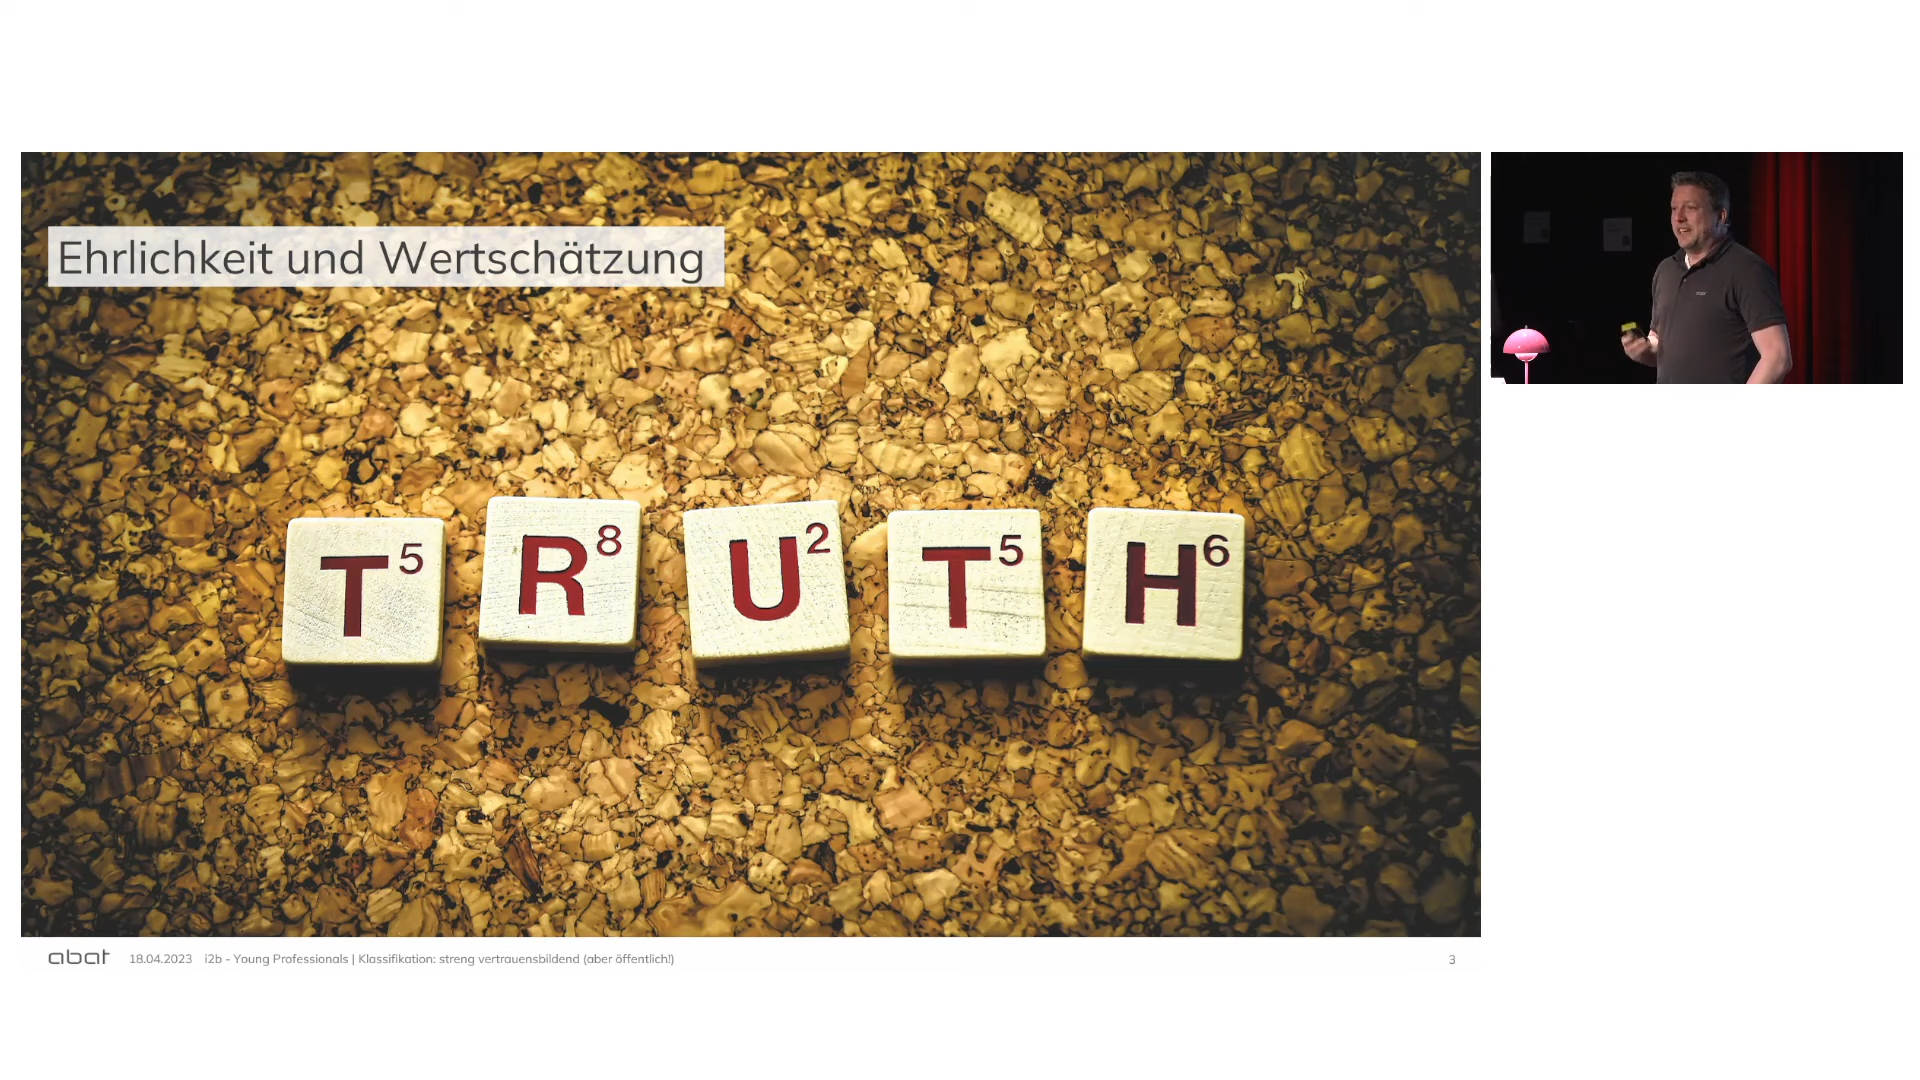 Ehrlichkeit und Wertschätzung
T5 R8 U2 T5 H6
abat 18.04.2023 i2b - Young Professionals | Klassifikation: streng vertrauensbildend (aber öffentlich!) 3